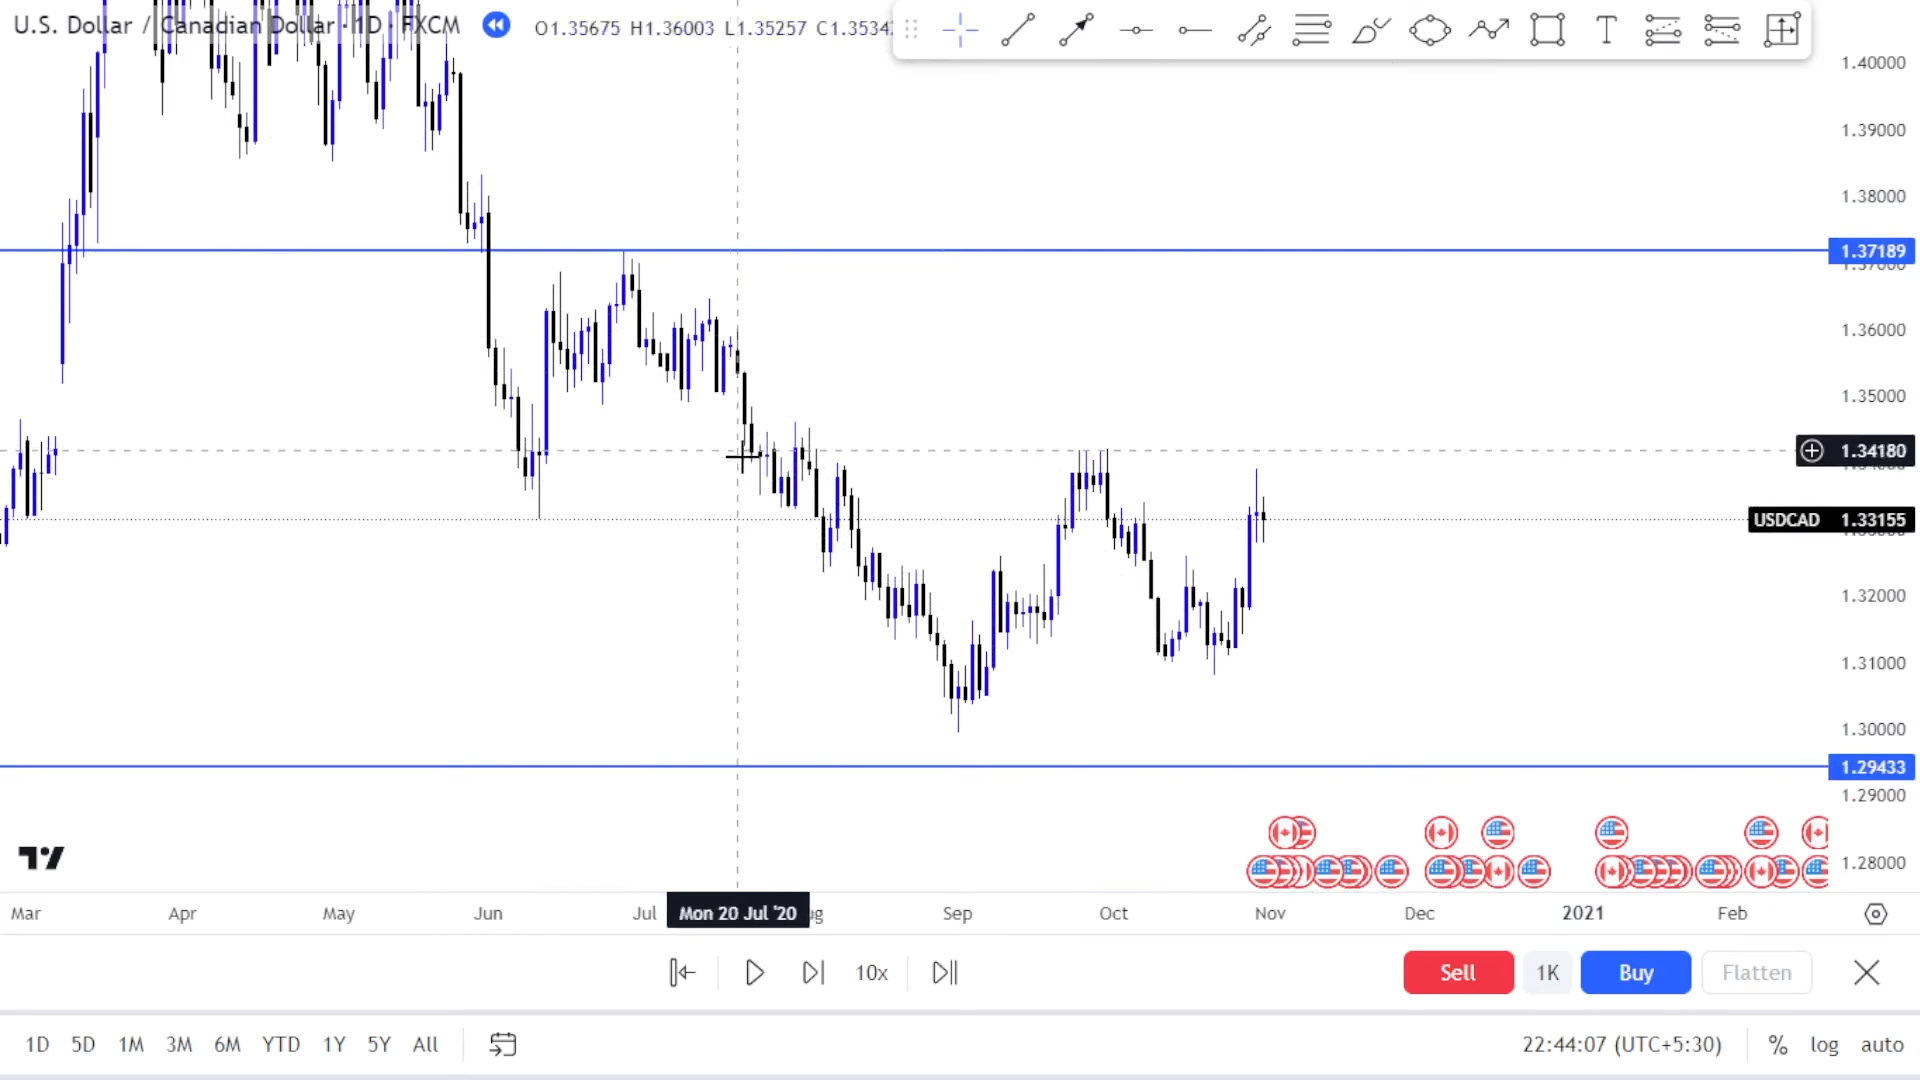 U.S. Dollar / Canadian Dollar · 1D · FXCM O1.35675 H1.36003 L1.35257 C1.3534
T
1.40000
1.39000
1.38000
1.37189
1.36000
1.35000
1.34180
USDCAD 1.33155
1.32000
1.31000
1.30000
1.29433
1.29000
1.28000
Mar Apr May Jun Jul Mon 20 Jul '20 Sep Oct Nov Dec 2021 Feb
10x Sell 1K Buy Flatten
1D 5D 1M 3M 6M YTD 1Y 5Y All 22:44:07 (UTC+5:30) % log auto